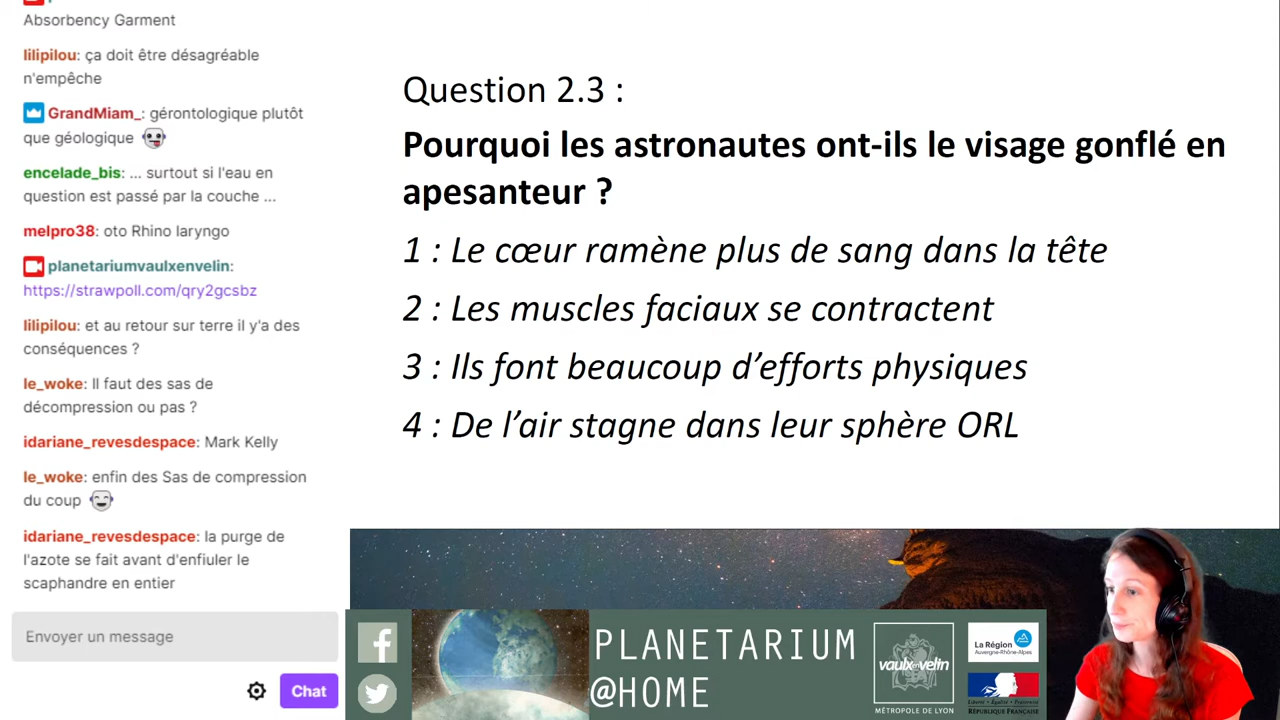 Absorbency Garment
lilipilou: ça doit être désagréable
n'empêche
GrandMiam_: gérontologique plutôt
que géologique
encelade_bis: ... surtout si l'eau en
question est passé par la couche ...
melpro38: oto Rhino laryngo
planetariumvaulxenvelin:
https://strawpoll.com/qry2gcsbz
lilipilou: et au retour sur terre il y'a des
conséquences ?
le_woke: Il faut des sas de
décompression ou pas ?
idariane_revesdespace: Mark Kelly
le_woke: enfin des Sas de compression
du coup
idariane_revesdespace: la purge de
l'azote se fait avant d'enfiuler le
scaphandre en entier
Envoyer un message
Chat
Question 2.3 :
Pourquoi les astronautes ont-ils le visage gonflé en
apesanteur ?
1 : Le cœur ramène plus de sang dans la tête
2 : Les muscles faciaux se contractent
3 : Ils font beaucoup d'efforts physiques
4 : De l'air stagne dans leur sphère ORL
PLANETARIUM
@HOME
vaulx en velin
MÉTROPOLE DE LYON
La Région
Auvergne-Rhône-Alpes
Liberté • Égalité • Fraternité
RÉPUBLIQUE FRANÇAISE